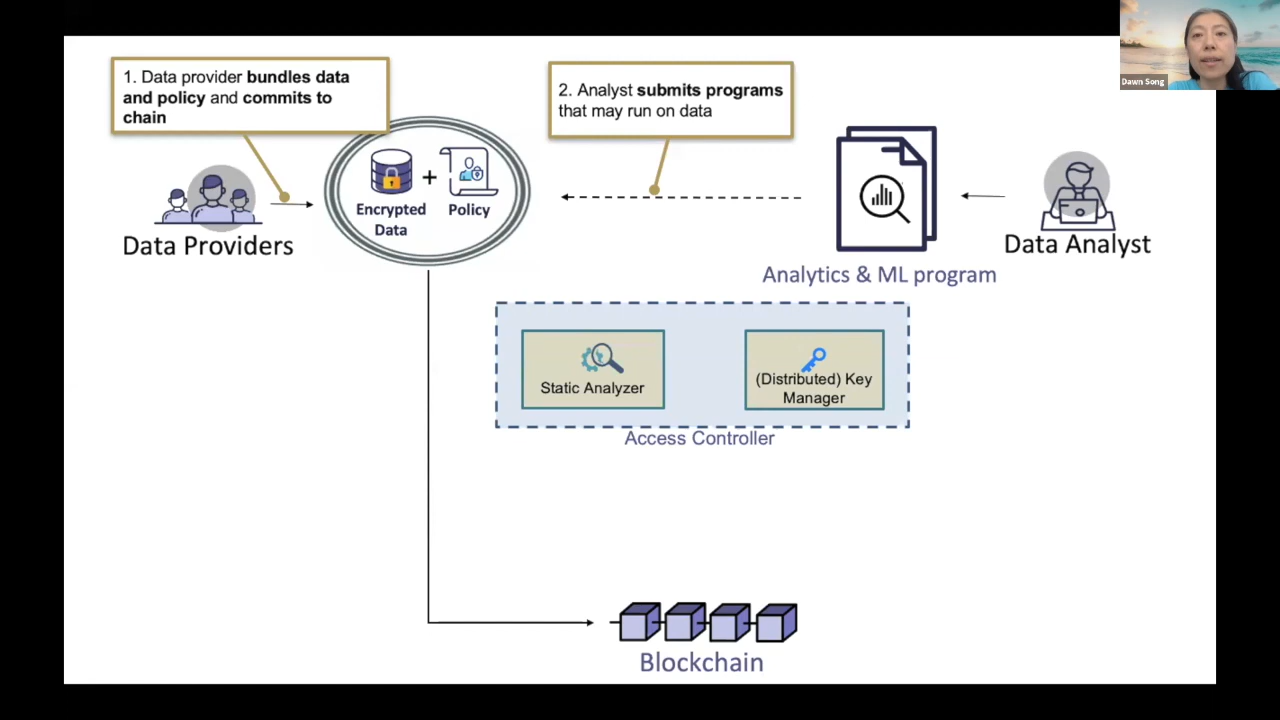 Dawn Song
1. Data provider bundles data
and policy and commits to
chain
2. Analyst submits programs
that may run on data
+
Encrypted
Data
Policy
Data Providers
Data Analyst
Analytics & ML program
Static Analyzer
(Distributed) Key
Manager
Access Controller
Blockchain